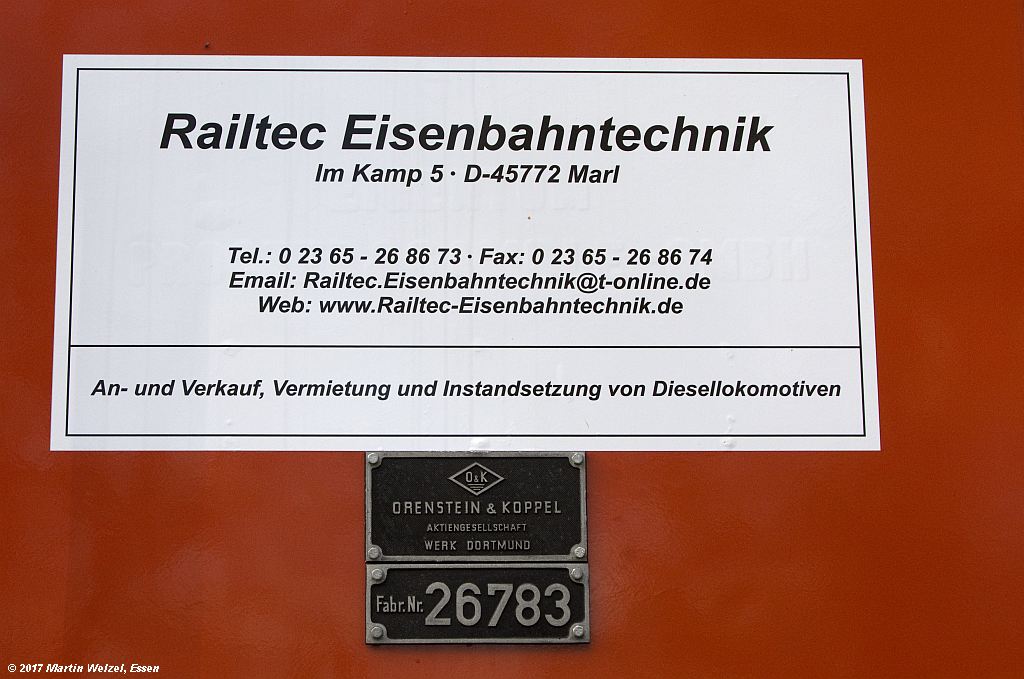 Railtec Eisenbahntechnik
Im Kamp 5 · D-45772 Marl
Tel.: 0 23 65 - 26 86 73 · Fax: 0 23 65 - 26 86 74
Email: Railtec.Eisenbahntechnik@t-online.de
Web: www.Railtec-Eisenbahntechnik.de
An- und Verkauf, Vermietung und Instandsetzung von Diesellokomotiven
O&K
ORENSTEIN & KOPPEL
AKTIENGESELLSCHAFT
WERK DORTMUND
Fabr.Nr. 26783
© 2017 Martin Welzel, Essen